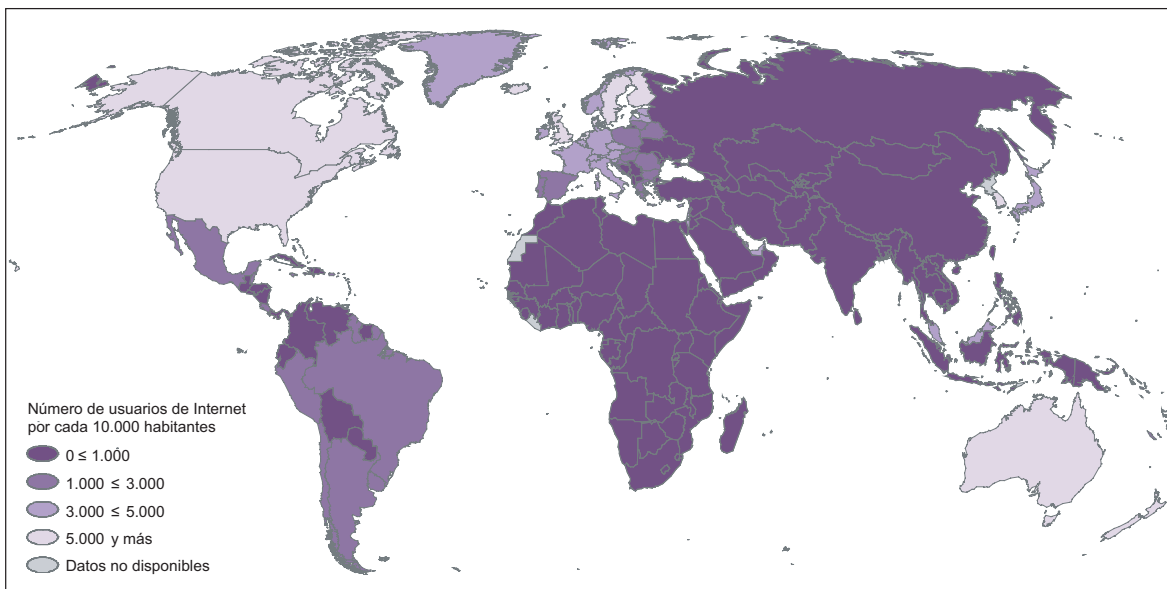 Número de usuarios de Internet
por cada 10.000 habitantes
0 ≤ 1.000
1.000 ≤ 3.000
3.000 ≤ 5.000
5.000 y más
Datos no disponibles